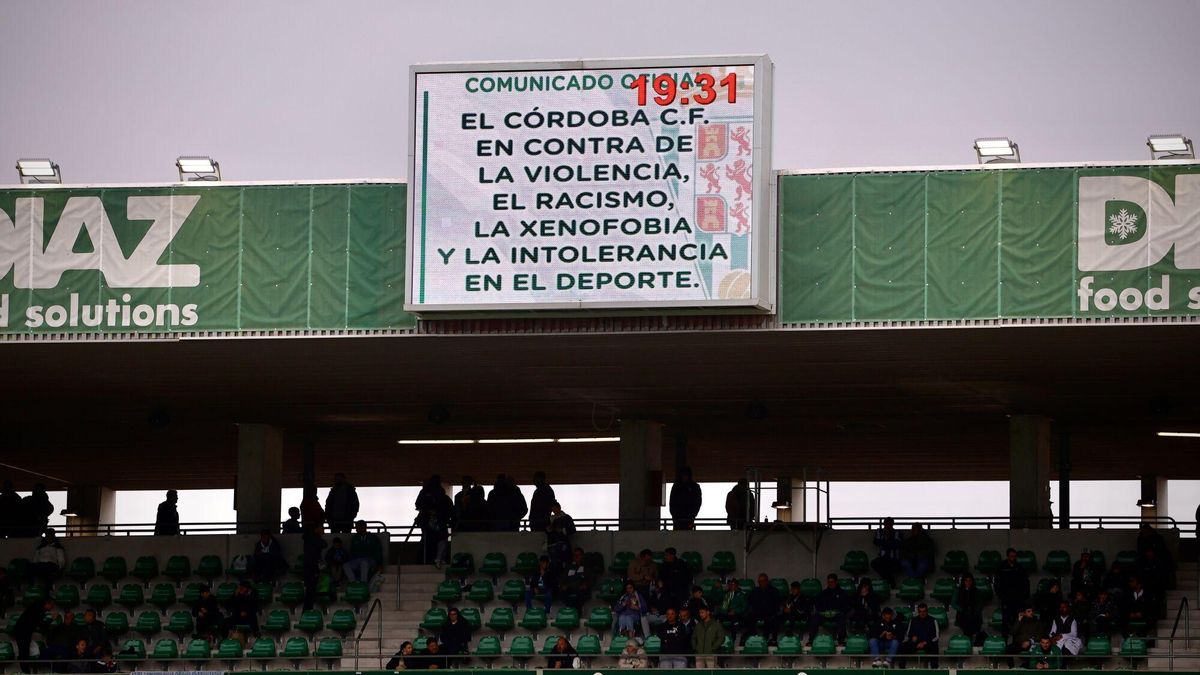 COMUNICADO OFICIAL
19:31
EL CÓRDOBA C.F.
EN CONTRA DE
LA VIOLENCIA,
EL RACISMO,
LA XENOFOBIA
Y LA INTOLERANCIA
EN EL DEPORTE.
DIAZ
solutions
D
food